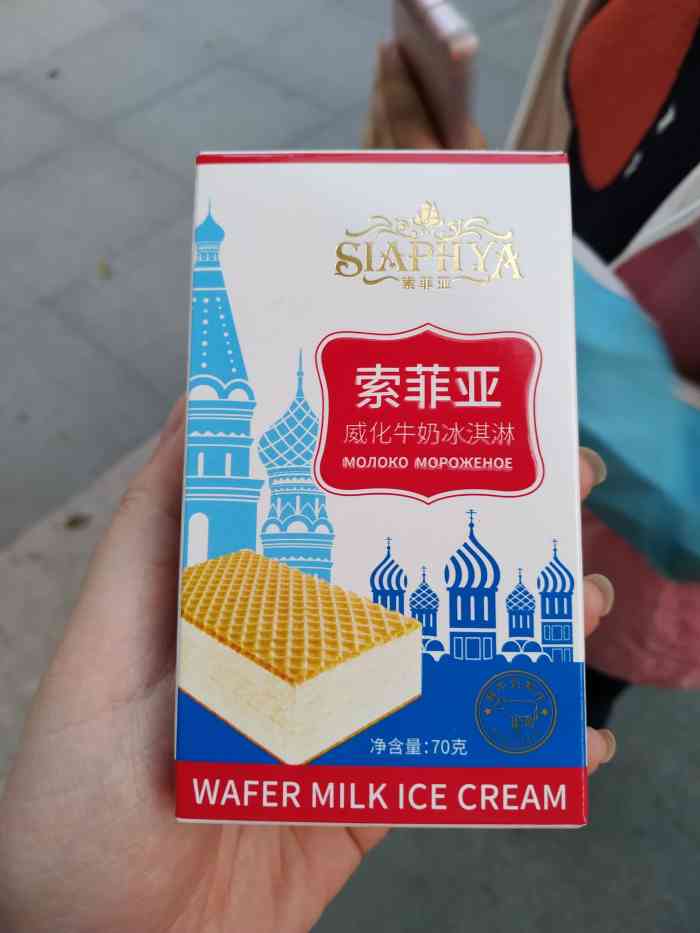 SIAPHYA
索菲亚
索菲亚
威化牛奶冰淇淋
МОЛОКО МОРОЖЕНОЕ
净含量:70克
WAFER MILK ICE CREAM